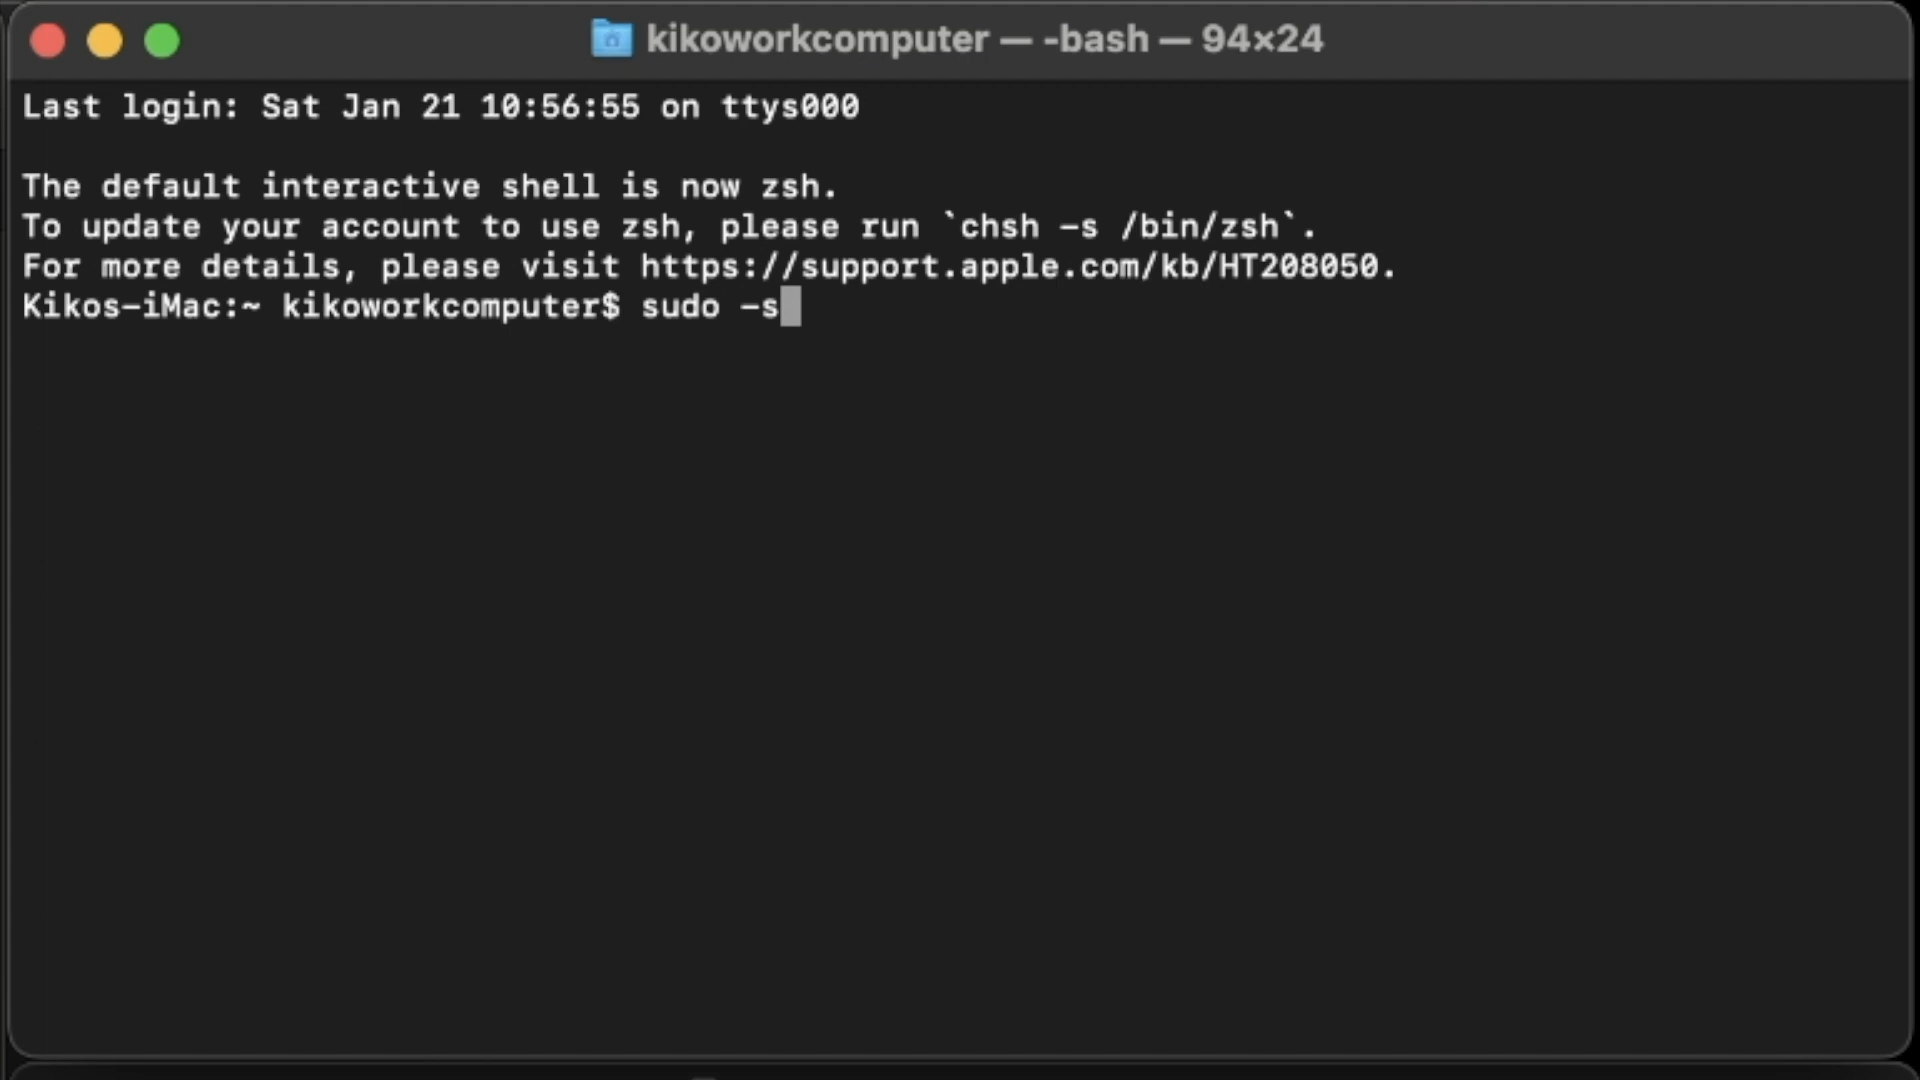 kikoworkcomputer — -bash — 94×24
Last login: Sat Jan 21 10:56:55 on ttys000
The default interactive shell is now zsh.
To update your account to use zsh, please run `chsh -s /bin/zsh`.
For more details, please visit https://support.apple.com/kb/HT208050.
Kikos-iMac:~ kikoworkcomputer$ sudo -s